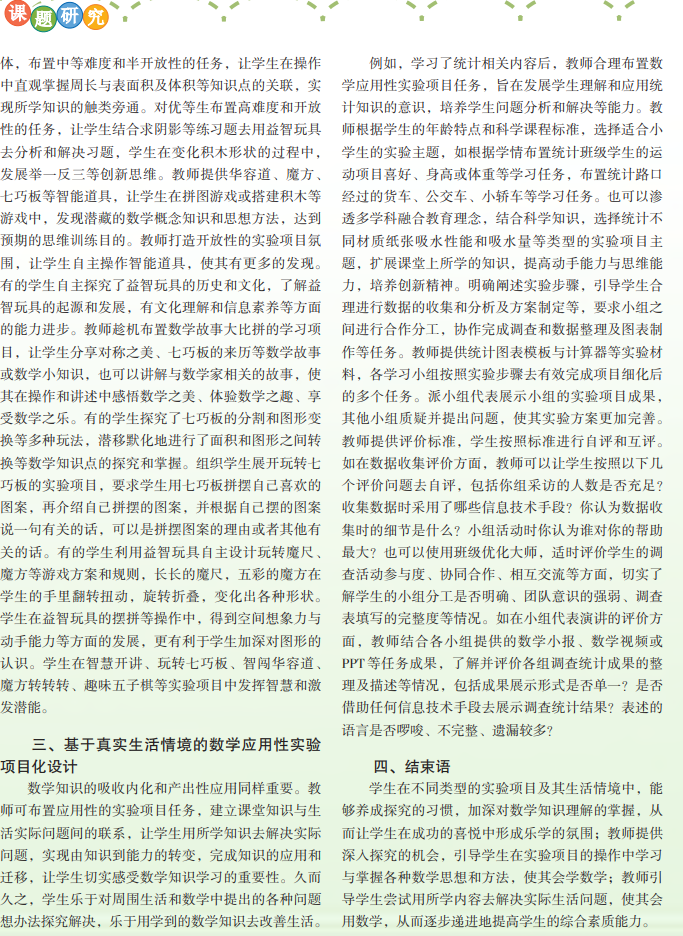 课题研究
体，布置中等难度和半开放性的任务，让学生在操作
中直观掌握周长与表面积及体积等知识点的关联，实
现所学知识的触类旁通。对优等生布置高难度和开放
性的任务，让学生结合求阴影等练习题去用益智玩具
去分析和解决习题，学生在变化积木形状的过程中，
发展举一反三等创新思维。教师提供华容道、魔方、
七巧板等智能道具，让学生在拼图游戏或搭建积木等
游戏中，发现潜藏的数学概念知识和思想方法，达到
预期的思维训练目的。教师打造开放性的实验项目氛
围，让学生自主操作智能道具，使其有更多的发现。
有的学生自主探究了益智玩具的历史和文化，了解益
智玩具的起源和发展，有文化理解和信息素养等方面
的能力进步。教师趁机布置数学故事大比拼的学习项
目，让学生分享对称之美、七巧板的来历等数学故事
或数学小知识，也可以讲解与数学家相关的故事，使
其在操作和讲述中感悟数学之美、体验数学之趣、享
受数学之乐。有的学生探究了七巧板的分割和图形变
换等多种玩法，潜移默化地进行了面积和图形之间转
换等数学知识点的探究和掌握。组织学生展开玩转七
巧板的实验项目，要求学生用七巧板拼摆自己喜欢的
图案，再介绍自己拼摆的图案，并根据自己摆的图案
说一句有关的话，可以是拼摆图案的理由或者其他有
关的话。有的学生利用益智玩具自主设计玩转魔尺、
魔方等游戏方案和规则，长长的魔尺，五彩的魔方在
学生的手里翻转扭动，旋转折叠，变化出各种形状。
学生在益智玩具的摆拼等操作中，得到空间想象力与
动手能力等方面的发展，更有利于学生加深对图形的
认识。学生在智慧开讲、玩转七巧板、智闯华容道、
魔方转转转、趣味五子棋等实验项目中发挥智慧和激
发潜能。
三、基于真实生活情境的数学应用性实验
项目化设计
数学知识的吸收内化和产出性应用同样重要。教
师可布置应用性的实验项目任务，建立课堂知识与生
活实际问题间的联系，让学生用所学知识去解决实际
问题，实现由知识到能力的转变，完成知识的应用和
迁移，让学生切实感受数学知识学习的重要性。久而
久之，学生乐于对周围生活和数学中提出的各种问题
想办法探究解决，乐于用学到的数学知识去改善生活。
例如，学习了统计相关内容后，教师合理布置数
学应用性实验项目任务，旨在发展学生理解和应用统
计知识的意识，培养学生问题分析和解决等能力。教
师根据学生的年龄特点和科学课程标准，选择适合小
学生的实验主题，如根据学情布置统计班级学生的运
动项目喜好、身高或体重等学习任务，布置统计路口
经过的货车、公交车、小轿车等学习任务。也可以渗
透多学科融合教育理念，结合科学知识，选择统计不
同材质纸张吸水性能和吸水量等类型的实验项目主
题，扩展课堂上所学的知识，提高动手能力与思维能
力，培养创新精神。明确阐述实验步骤，引导学生合
理进行数据的收集和分析及方案制定等，要求小组之
间进行合作分工，协作完成调查和数据整理及图表制
作等任务。教师提供统计图表模板与计算器等实验材
料，各学习小组按照实验步骤去有效完成项目细化后
的多个任务。派小组代表展示小组的实验项目成果，
其他小组质疑并提出问题，使其实验方案更加完善。
教师提供评价标准，学生按照标准进行自评和互评。
如在数据收集评价方面，教师可以让学生按照以下几
个评价问题去自评，包括你组采访的人数是否充足？
收集数据时采用了哪些信息技术手段？你认为数据收
集时的细节是什么？小组活动时你认为谁对你的帮助
最大？也可以使用班级优化大师，适时评价学生的调
查活动参与度、协同合作、相互交流等方面，切实了
解学生的小组分工是否明确、团队意识的强弱、调查
表填写的完整度等情况。如在小组代表演讲的评价方
面，教师结合各小组提供的数学小报、数学视频或
PPT等任务成果，了解并评价各组调查统计成果的整
理及描述等情况，包括成果展示形式是否单一？是否
借助任何信息技术手段去展示调查统计结果？表述的
语言是否啰唆、不完整、遗漏较多？
四、结束语
学生在不同类型的实验项目及其生活情境中，能
够养成探究的习惯，加深对数学知识理解的掌握，从
而让学生在成功的喜悦中形成乐学的氛围；教师提供
深入探究的机会，引导学生在实验项目的操作中学习
与掌握各种数学思想和方法，使其会学数学；教师引
导学生尝试用所学内容去解决实际生活问题，使其会
用数学，从而逐步递进地提高学生的综合素质能力。